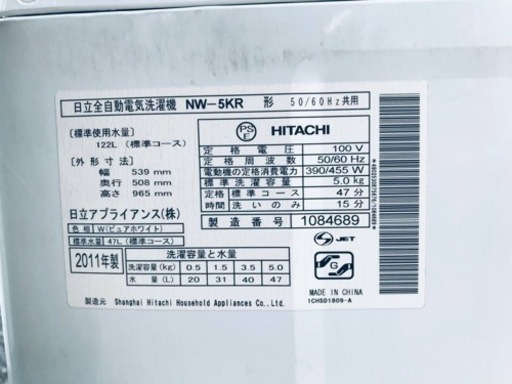 日立全自動電気洗濯機 NW-5KR 形 50/60Hz共用
〔標準使用水量〕
122L (標準コース)
〔外形寸法〕
幅 539 mm
奥行 508 mm
高さ 965 mm
日立アプライアンス(株)
色相 W(ピュアホワイト)
標準水量 47L(標準コース)
2011年製
洗濯容量と水量
洗濯容量(kg) 0.5 1.5 3.5 5.0
水量(L) 20 31 40 47
製造元 Shanghai Hitachi Household Appliances Co., Ltd.
PS
E
HITACHI
定格電圧 100 V
定格周波数 50/60 Hz
電動機の定格消費電力 390/455 W
標準洗濯容量 5.0 kg
時間 標準コース 47分
洗いのみ 15分
製造番号 1084689
S JET
MADE IN CHINA
1CHSD1809-A